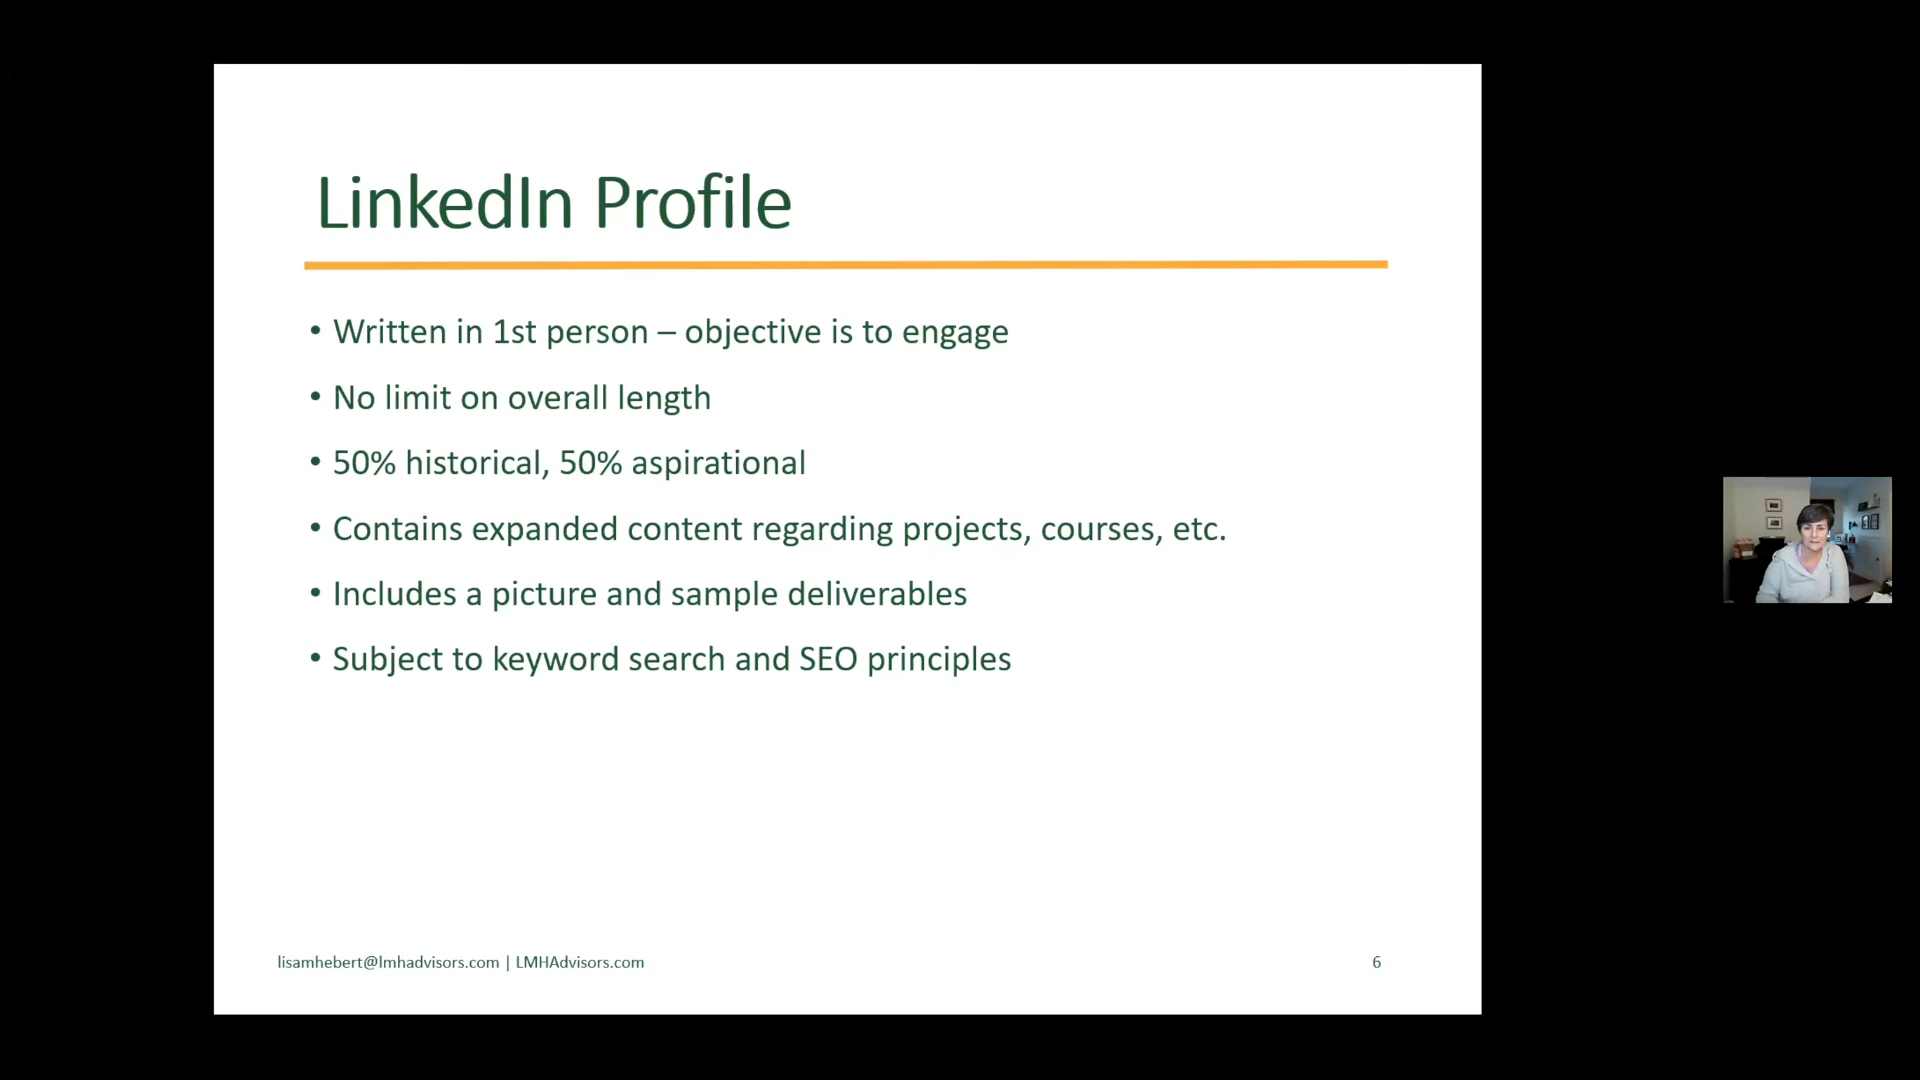 LinkedIn Profile
• Written in 1st person – objective is to engage
• No limit on overall length
• 50% historical, 50% aspirational
• Contains expanded content regarding projects, courses, etc.
• Includes a picture and sample deliverables
• Subject to keyword search and SEO principles
lisamhebert@lmhadvisors.com | LMHAdvisors.com
6